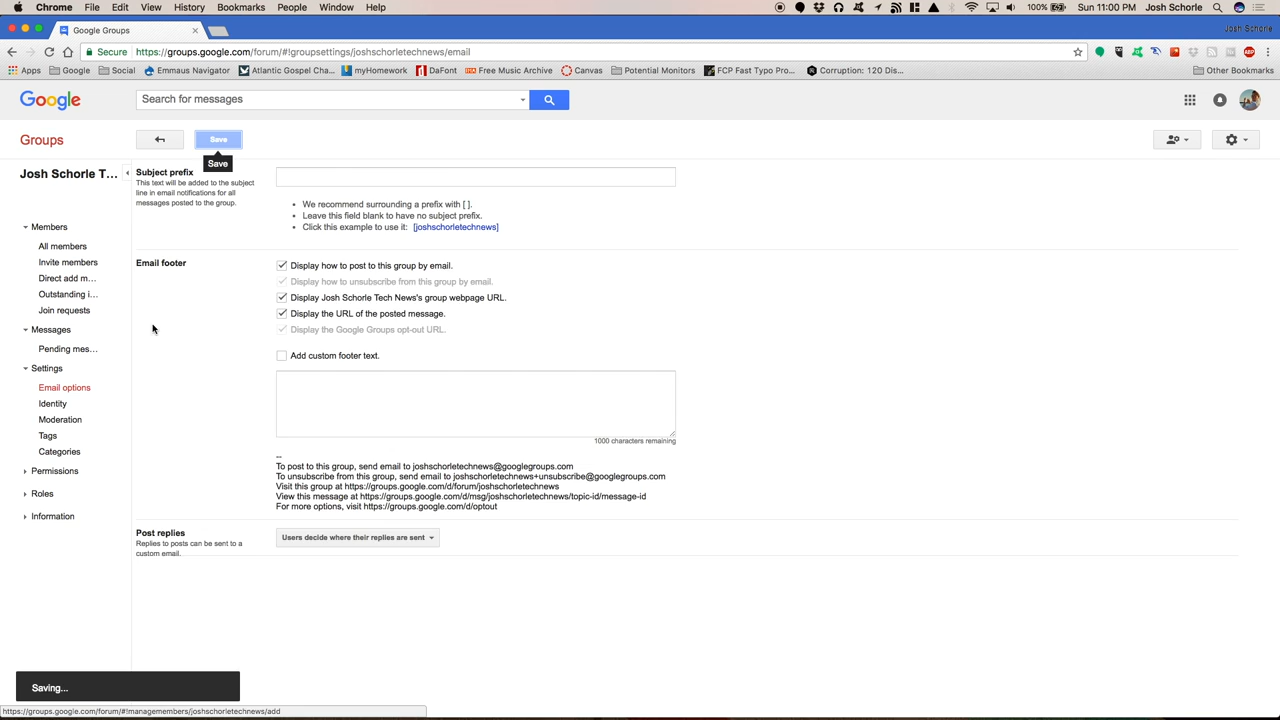 Chrome File Edit View History Bookmarks People Window Help 100% Sun 11:00 PM Josh Schorle
Google Groups Josh Schorle
Secure https://groups.google.com/forum/#!groupsettings/joshschorletechnews/email
Apps Google Social Emmaus Navigator Atlantic Gospel Cha... myHomework DaFont Free Music Archive Canvas Potential Monitors FCP Fast Typo Pro... Corruption: 120 Dis... Other Bookmarks
Google Search for messages
Groups Save
Save
Josh Schorle T...
Members
All members
Invite members
Direct add m...
Outstanding i...
Join requests
Messages
Pending mes...
Settings
Email options
Identity
Moderation
Tags
Categories
Permissions
Roles
Information
Subject prefix
This text will be added to the subject
line in email notifications for all
messages posted to the group.
• We recommend surrounding a prefix with [ ].
• Leave this field blank to have no subject prefix.
• Click this example to use it: [joshschorletechnews]
Email footer
Display how to post to this group by email.
Display how to unsubscribe from this group by email.
Display Josh Schorle Tech News's group webpage URL.
Display the URL of the posted message.
Display the Google Groups opt-out URL.
Add custom footer text.
1000 characters remaining
--
To post to this group, send email to joshschorletechnews@googlegroups.com
To unsubscribe from this group, send email to joshschorletechnews+unsubscribe@googlegroups.com
Visit this group at https://groups.google.com/d/forum/joshschorletechnews
View this message at https://groups.google.com/d/msg/joshschorletechnews/topic-id/message-id
For more options, visit https://groups.google.com/d/optout
Post replies
Replies to posts can be sent to a
custom email.
Users decide where their replies are sent
Saving...
https://groups.google.com/forum/#!managemembers/joshschorletechnews/add